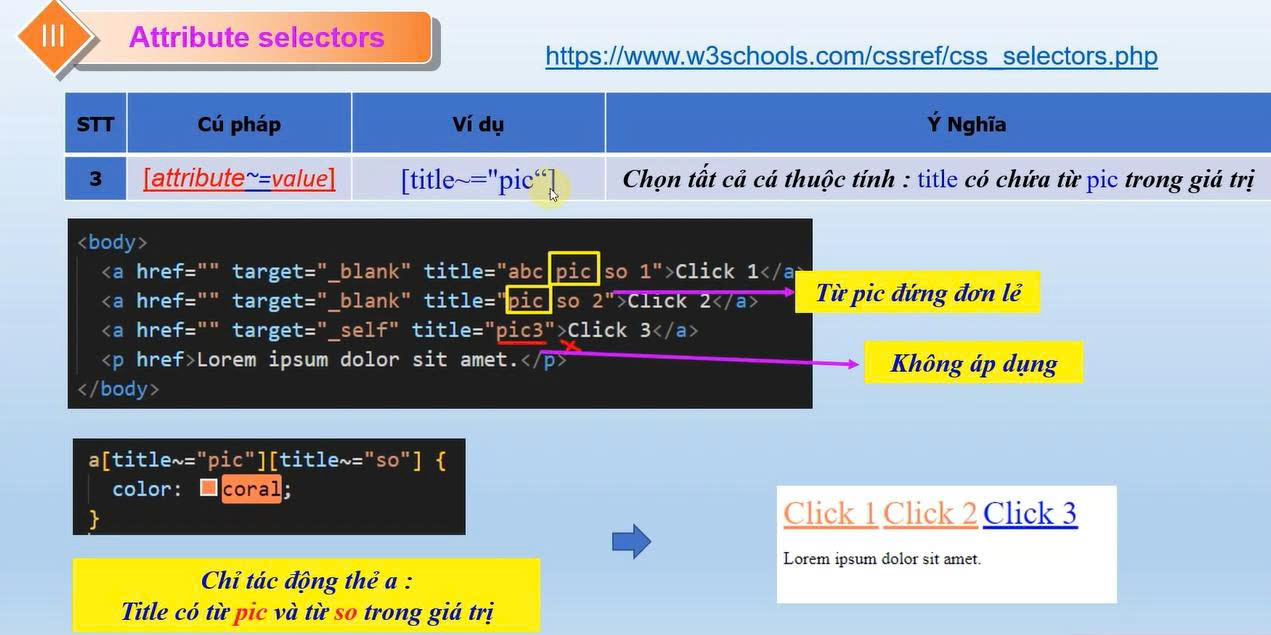 III
Attribute selectors
https://www.w3schools.com/cssref/css_selectors.php
STT Cú pháp Ví dụ Ý Nghĩa
3 [attribute~=value] [title~="pic“] Chọn tất cả cá thuộc tính : title có chứa từ pic trong giá trị
<body>
<a href="" target="_blank" title="abc pic so 1">Click 1</a>
<a href="" target="_blank" title="pic so 2">Click 2</a>
<a href="" target="_self" title="pic3">Click 3</a>
<p href>Lorem ipsum dolor sit amet.</p>
</body>
Từ pic đứng đơn lẻ
Không áp dụng
a[title~="pic"][title~="so"] {
color: coral;
}
Chỉ tác động thẻ a :
Title có từ pic và từ so trong giá trị
Click 1 Click 2 Click 3
Lorem ipsum dolor sit amet.